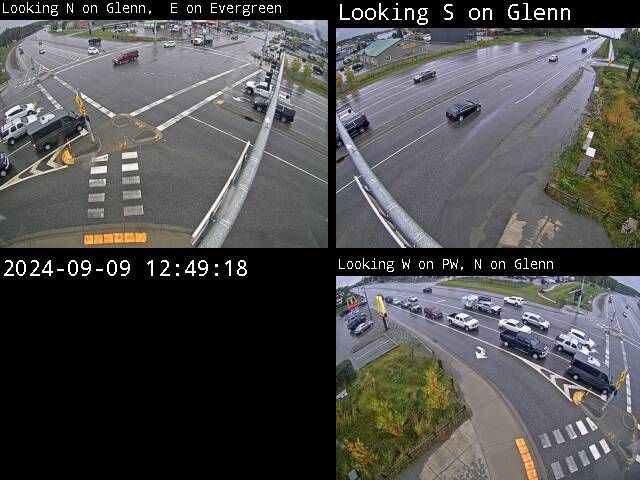 Looking N on Glenn, E on Evergreen
Looking S on Glenn
2024-09-09 12:49:18
Looking W on PW, N on Glenn